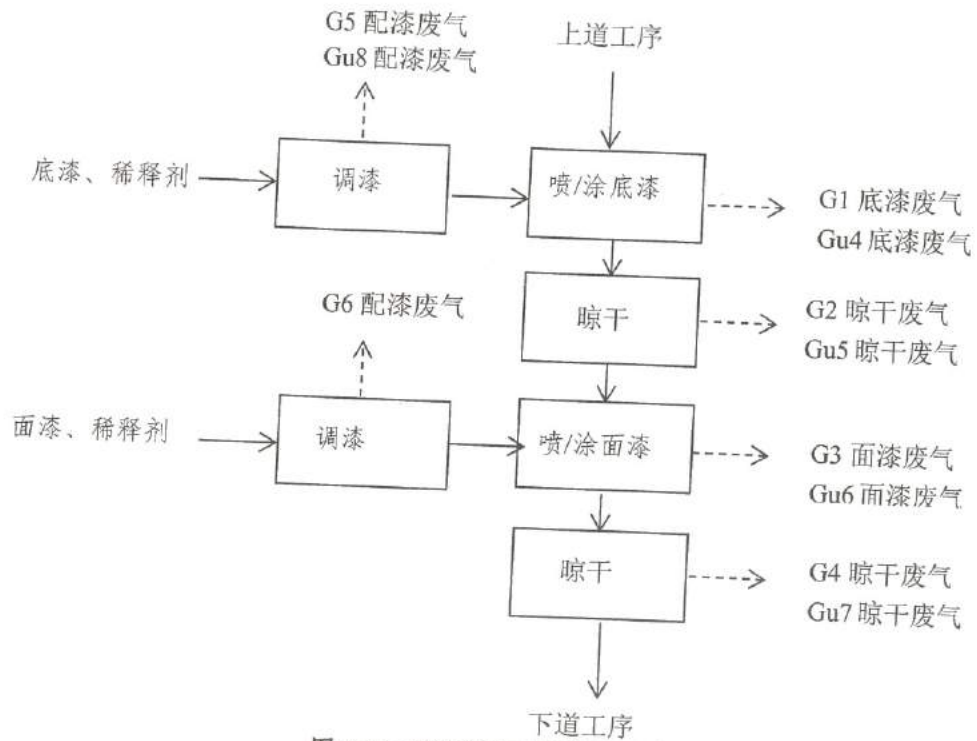 G5 配漆废气
Gu8 配漆废气
上道工序
底漆、稀释剂
调漆
喷/涂底漆
G1 底漆废气
Gu4 底漆废气
G6 配漆废气
晾干
G2 晾干废气
Gu5 晾干废气
面漆、稀释剂
调漆
喷/涂面漆
G3 面漆废气
Gu6 面漆废气
晾干
G4 晾干废气
Gu7 晾干废气
下道工序